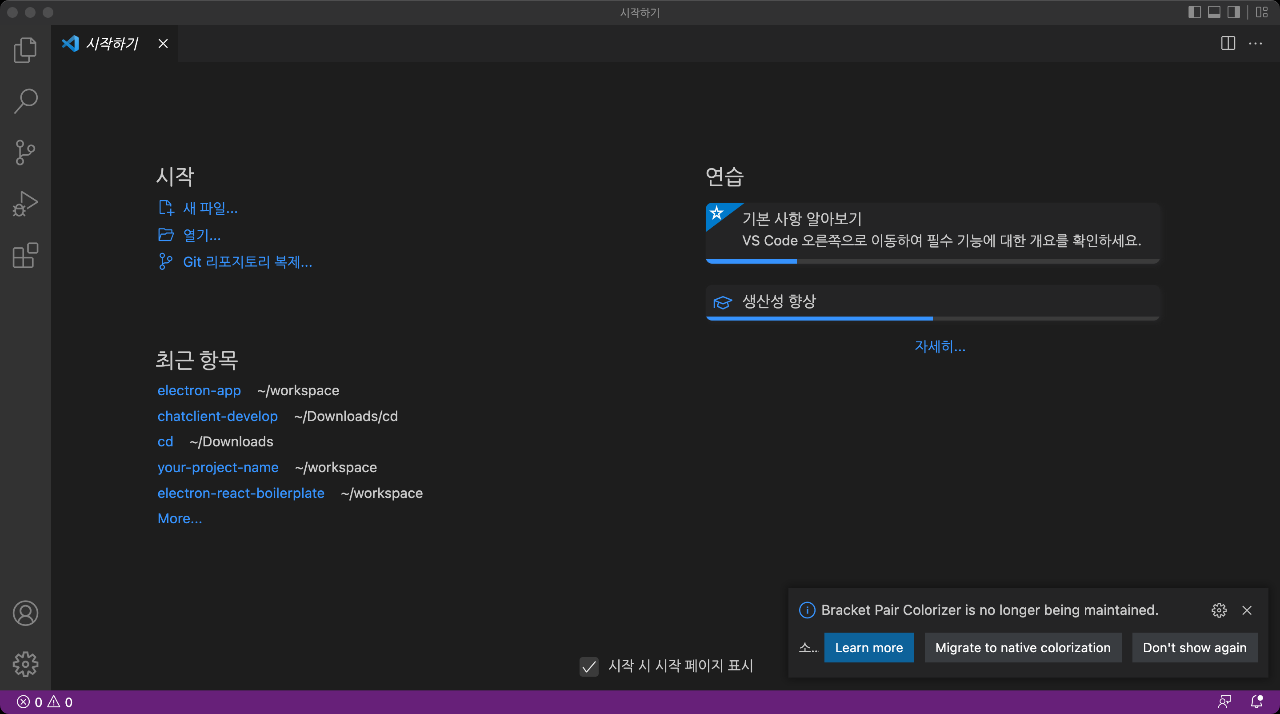 시작하기
시작하기
시작
새 파일...
열기...
Git 리포지토리 복제...
최근 항목
electron-app ~/workspace
chatclient-develop ~/Downloads/cd
cd ~/Downloads
your-project-name ~/workspace
electron-react-boilerplate ~/workspace
More...
연습
기본 사항 알아보기
VS Code 오른쪽으로 이동하여 필수 기능에 대한 개요를 확인하세요.
생산성 향상
자세히...
시작 시 시작 페이지 표시
Bracket Pair Colorizer is no longer being maintained.
소... Learn more Migrate to native colorization Don't show again
0 0